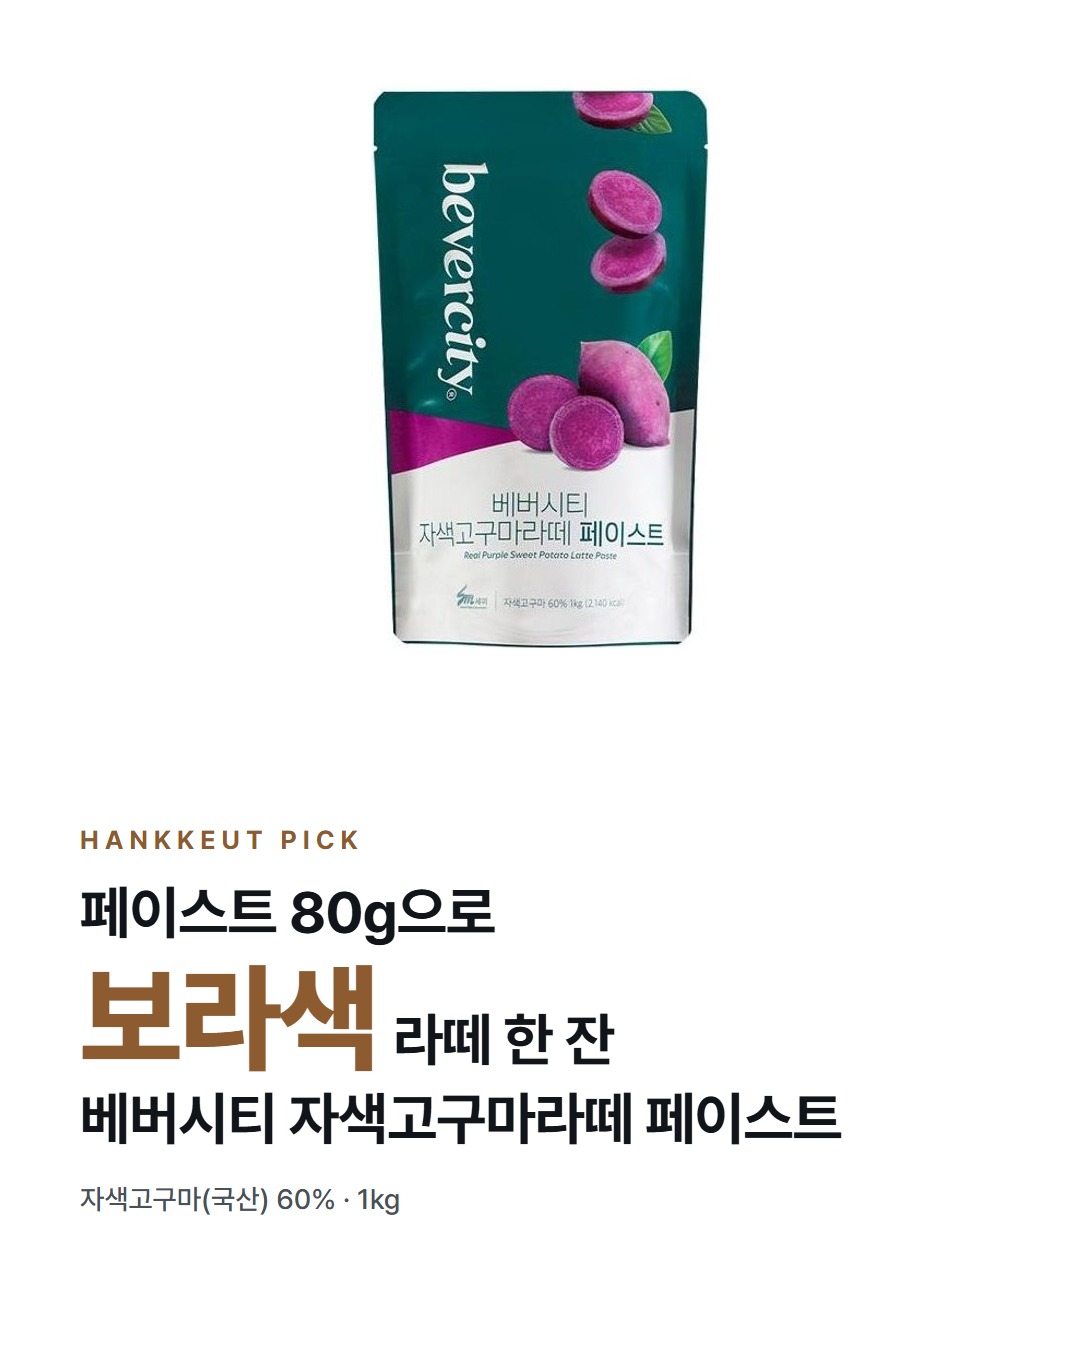 bevercity®
베버시티
자색고구마라떼 페이스트
Real Purple Sweet Potato Latte Paste
Sm 세미
자색고구마 60% 1kg (2,140 kcal)
HANKKEUT PICK
페이스트 80g으로
보라색 라떼 한 잔
베버시티 자색고구마라떼 페이스트
자색고구마(국산) 60% · 1kg